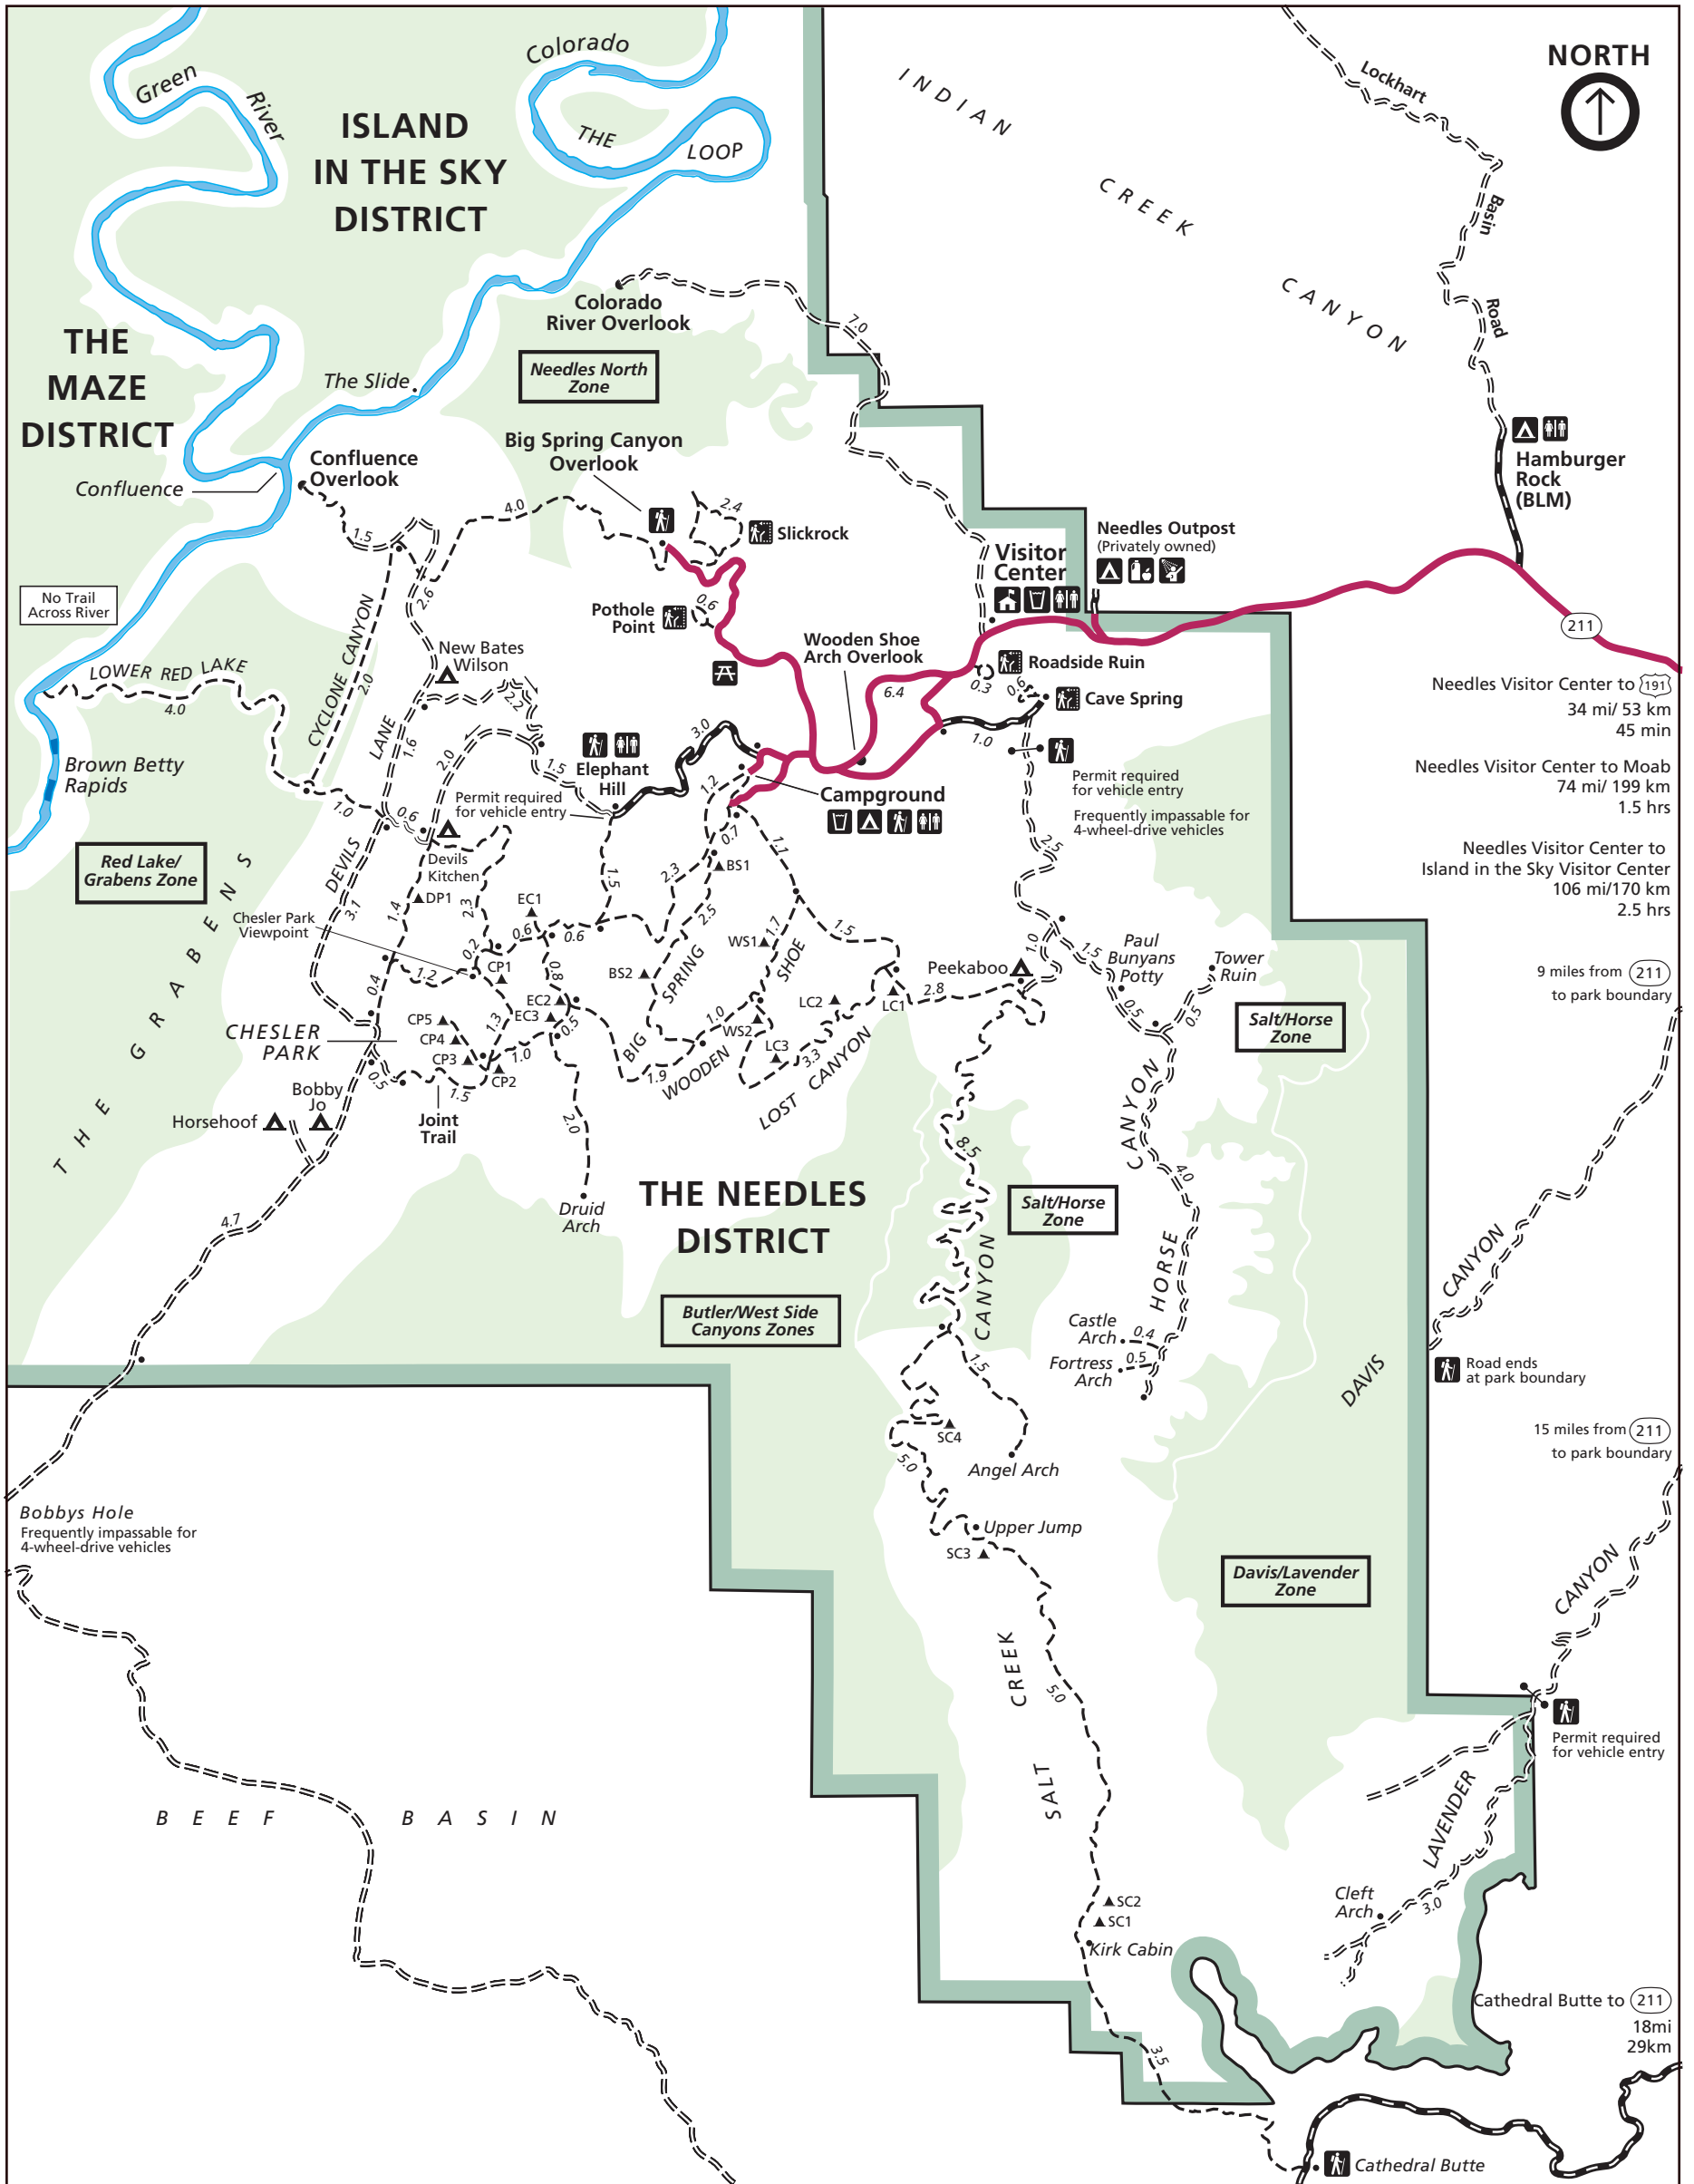 NORTH
Green
River
Colorado
THE
LOOP
ISLAND
IN THE SKY
DISTRICT
INDIAN
CREEK
CANYON
Lockhart
Basin
Road
Colorado
River Overlook
7.0
THE
MAZE
DISTRICT
The Slide
Needles North
Zone
Big Spring Canyon
Overlook
Confluence
Overlook
Confluence
1.5
4.0
2.4
Slickrock
Hamburger
Rock
(BLM)
Needles Outpost
(Privately owned)
Visitor
Center
No Trail
Across River
2.6
0.6
Pothole
Point
CYCLONE CANYON
2.0
New Bates
Wilson
Wooden Shoe
Arch Overlook
211
LOWER RED LAKE
4.0
Roadside Ruin
0.3
0.6
Cave Spring
6.4
1.0
Needles Visitor Center to 191
34 mi/ 53 km
45 min
Needles Visitor Center to Moab
74 mi/ 199 km
1.5 hrs
Needles Visitor Center to
Island in the Sky Visitor Center
106 mi/170 km
2.5 hrs
LANE
1.6
2.2
2.0
1.5
3.0
Elephant
Hill
Permit required
for vehicle entry
1.2
Campground
Permit required
for vehicle entry
Frequently impassable for
4-wheel-drive vehicles
Brown Betty
Rapids
1.0
0.6
Devils
Kitchen
DEVILS
3.1
Red Lake/
Grabens Zone
THE GRABENS
DP1
1.4
2.3
Chesler Park
Viewpoint
EC1
0.6
0.6
1.5
2.3
0.7
BS1
2.5
1.1
1.7
WS1
SHOE
1.5
2.5
1.0
1.5
Paul
Bunyans
Potty
Tower
Ruin
0.5
0.5
Peekaboo
2.8
9 miles from 211
to park boundary
0.2
1.2
CP1
0.4
0.8
EC2
EC3
0.5
BS2
SPRING
BIG
1.0
WS2
LC1
LC2
LC3
3.3
LOST CANYON
WOODEN
1.9
Salt/Horse
Zone
CHESLER
PARK
CP5
CP4
CP3
CP2
1.3
1.0
0.5
1.5
Joint
Trail
Bobby
Jo
Horsehoof
2.0
Druid
Arch
4.7
THE NEEDLES
DISTRICT
8.5
CANYON
4.0
HORSE
Salt/Horse
Zone
CANYON
Butler/West Side
Canyons Zones
Castle
Arch
0.4
Fortress
Arch
0.5
1.5
CANYON
DAVIS
Road ends
at park boundary
SC4
5.0
Angel Arch
15 miles from 211
to park boundary
Upper Jump
SC3
Bobbys Hole
Frequently impassable for
4-wheel-drive vehicles
Davis/Lavender
Zone
CANYON
CREEK
5.0
SALT
Permit required
for vehicle entry
LAVENDER
BEEF BASIN
Cleft
Arch
3.0
SC2
SC1
Kirk Cabin
Cathedral Butte to 211
18mi
29km
3.5
Cathedral Butte